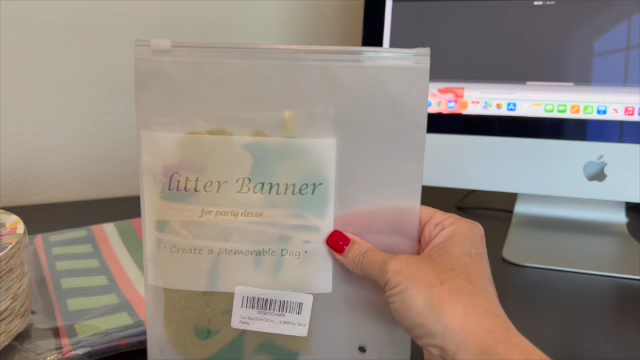 Glitter Banner
for party decor
· Create a Memorable Day ·